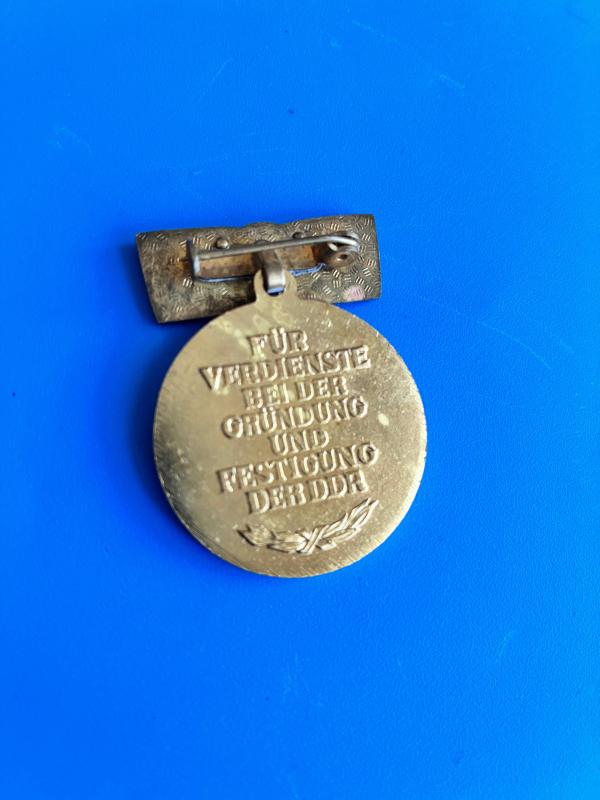 FÜR
VERDIENSTE
BEI DER
GRÜNDUNG
UND
FESTIGUNG
DER DDR